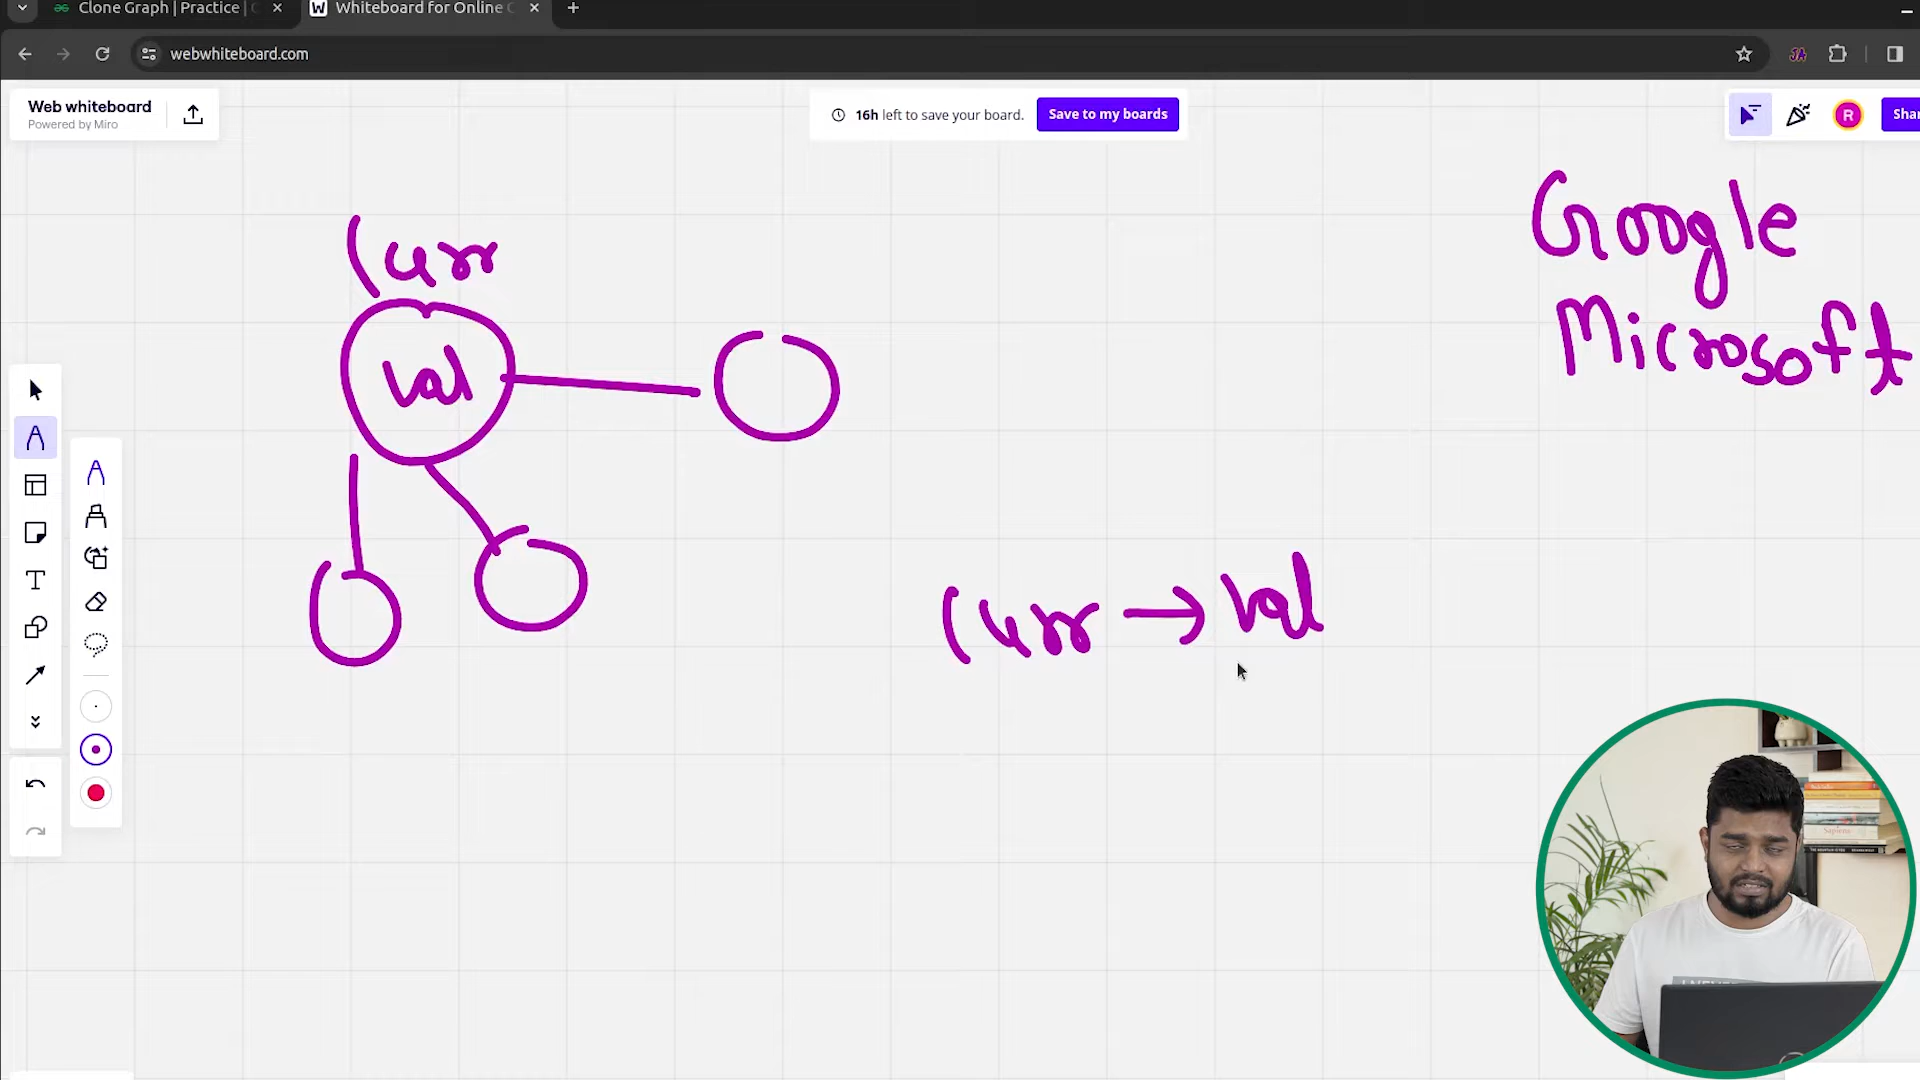 Clone Graph | Practice |
Whiteboard for Online
webwhiteboard.com
Web whiteboard
Powered by Miro
16h left to save your board.
Save to my boards
R
Shar
Google
Microsoft
Curr
val
Curr → val
T